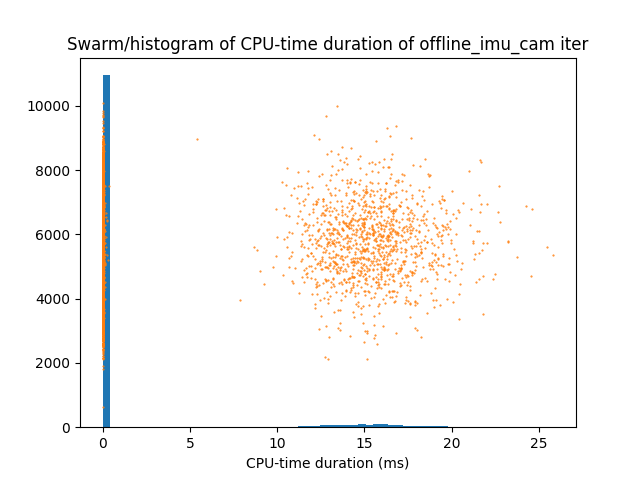 Swarm/histogram of CPU-time duration of offline_imu_cam iter
10000
8000
6000
4000
2000
0
0 5 10 15 20 25
CPU-time duration (ms)